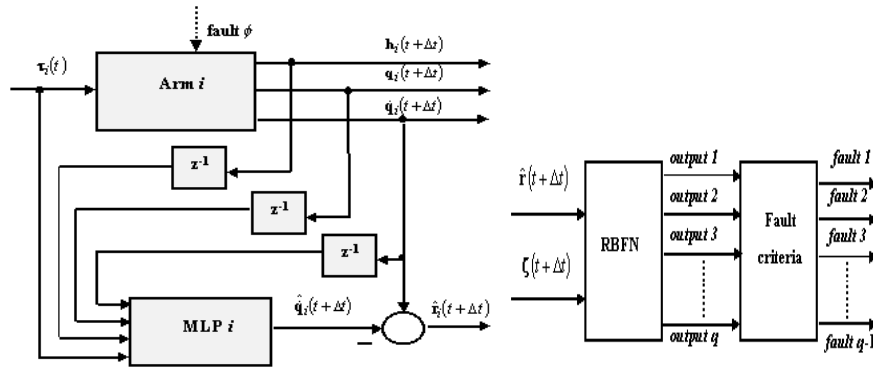 fault ϕ
τᵢ(t)
Arm i
hᵢ(t+Δt)
qᵢ(t+Δt)
q̇ᵢ(t+Δt)
z⁻¹
z⁻¹
z⁻¹
MLP i
q̇̂ᵢ(t+Δt)
r̂ᵢ(t+Δt)
−
r̂(t+Δt)
ζ(t+Δt)
RBFN
output 1
output 2
output 3
output q
Fault
criteria
fault 1
fault 2
fault 3
fault q-1